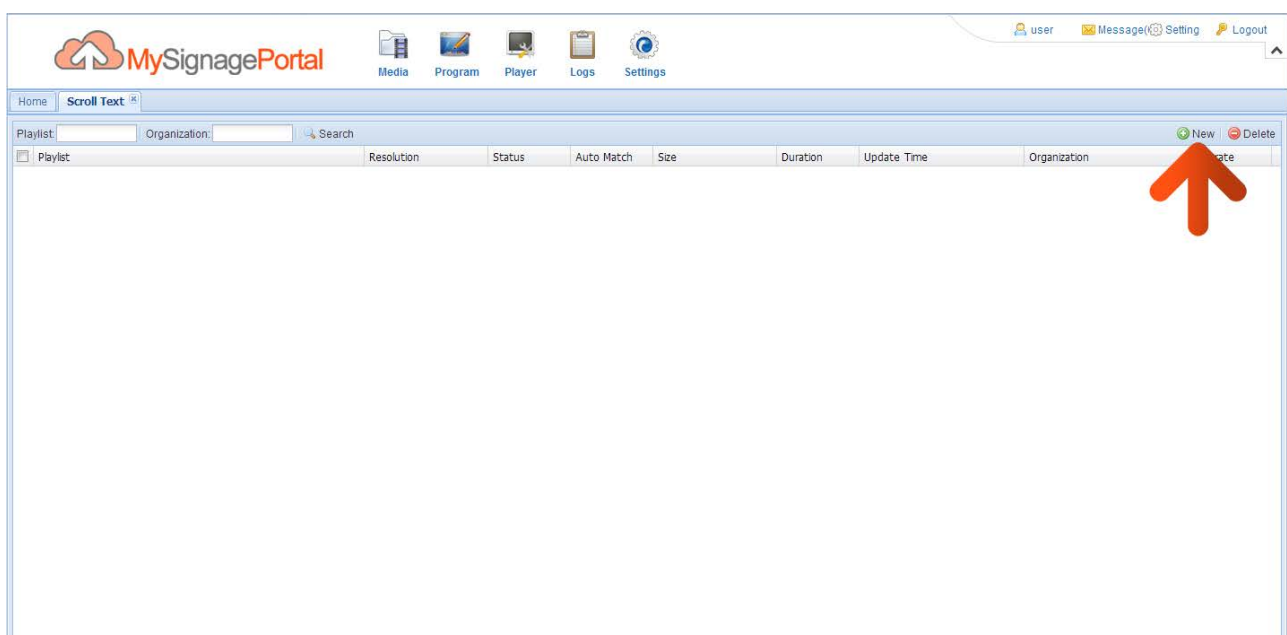 MySignagePortal
Media Program Player Logs Settings
user Message( Setting Logout
Home Scroll Text
Playlist: Organization: Search New Delete
Playlist Resolution Status Auto Match Size Duration Update Time Organization